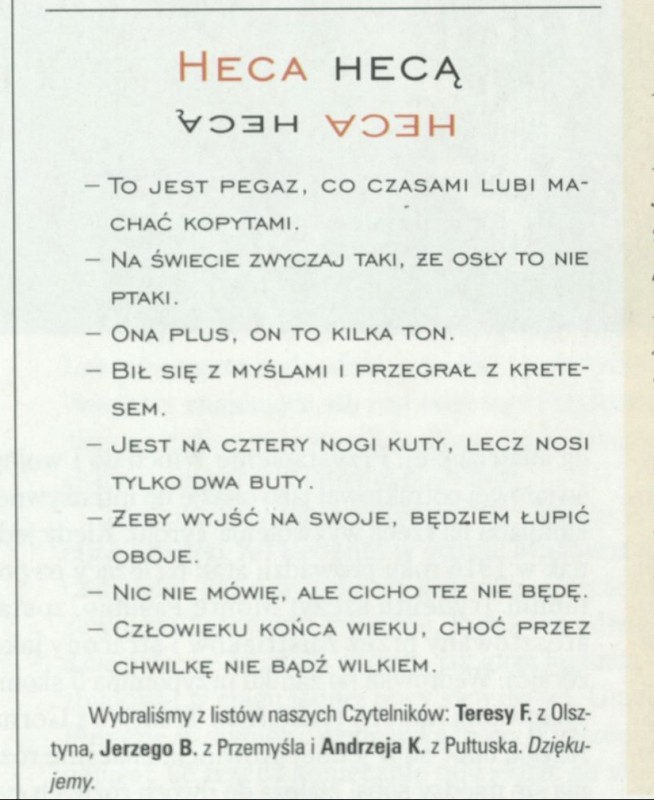 HECA HECĄ
HECA HECĄ
– TO JEST PEGAZ, CO CZASAMI LUBI MA-
CHAĆ KOPYTAMI.
– NA ŚWIECIE ZWYCZAJ TAKI, ŻE OSŁY TO NIE
PTAKI.
– ONA PLUS, ON TO KILKA TON.
– BIŁ SIĘ Z MYŚLAMI I PRZEGRAŁ Z KRETE-
SEM.
– JEST NA CZTERY NOGI KUTY, LECZ NOSI
TYLKO DWA BUTY.
– ŻEBY WYJŚĆ NA SWOJE, BĘDZIEM ŁUPIĆ
OBOJE.
– NIC NIE MÓWIĘ, ALE CICHO TEŻ NIE BĘDĘ.
– CZŁOWIEKU KOŃCA WIEKU, CHOĆ PRZEZ
CHWILKĘ NIE BĄDŹ WILKIEM.
Wybraliśmy z listów naszych Czytelników: Teresy F. z Olsz-
tyna, Jerzego B. z Przemyśla i Andrzeja K. z Pułtuska. Dzięku-
jemy.